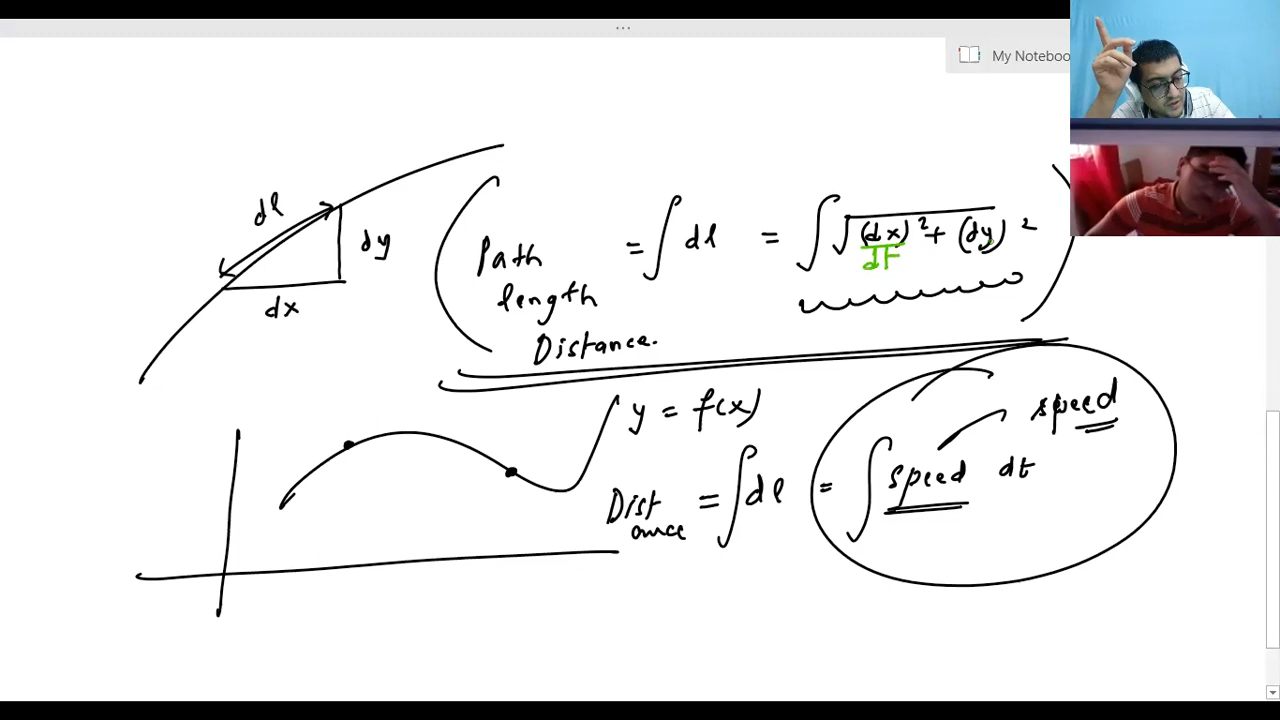 My Noteboo
dl
dy
dx
Path
length
Distance.
= ∫ dl = ∫ √(dx)² + (dy)²
dt
y = f(x)
speed
Dist
ance
= ∫ dl = ∫ speed dt